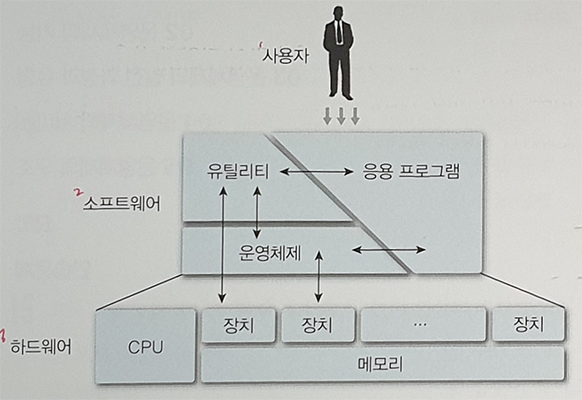 1 사용자
유틸리티 응용 프로그램
2 소프트웨어
운영체제
장치 장치 ... 장치
3 하드웨어
CPU
메모리